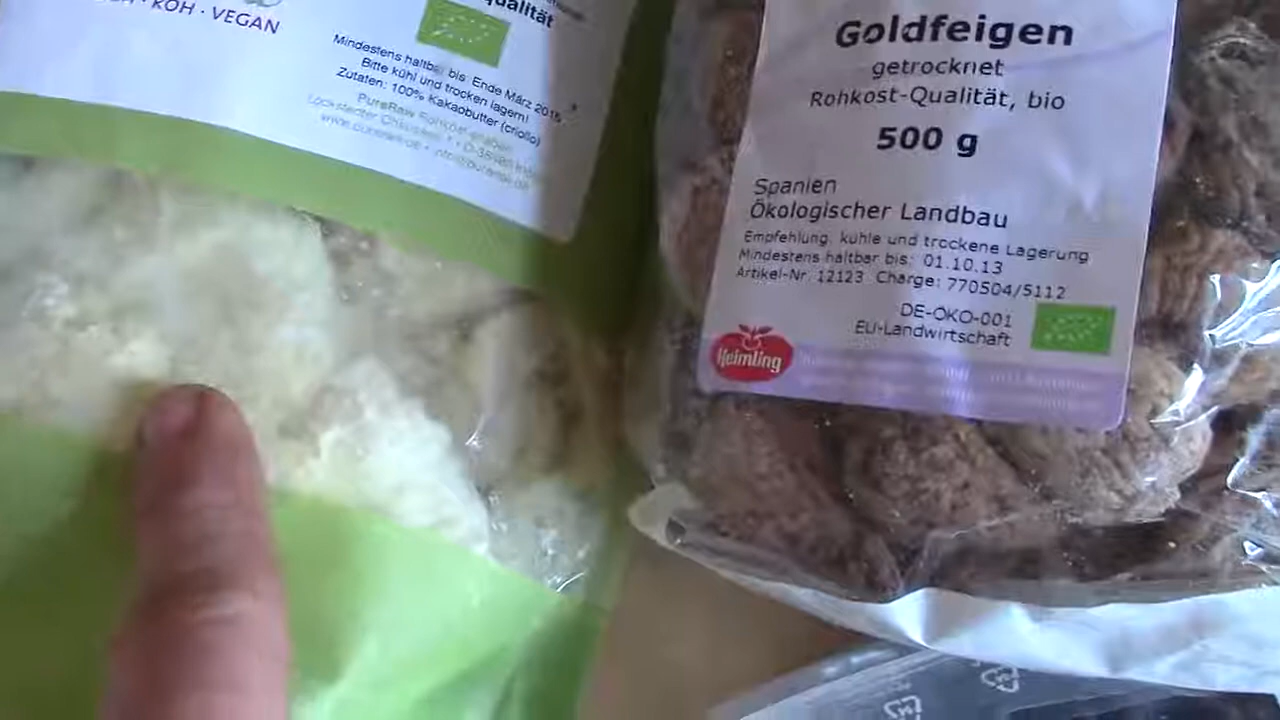 · ROH · VEGAN
qualität
Mindestens haltbar bis Ende März 2015
Bitte kühl und trocken lagern!
Zutaten: 100% Kakaobutter (criollo)
PureRaw
Goldfeigen
getrocknet
Rohkost-Qualität, bio
500 g
Spanien
Ökologischer Landbau
Empfehlung: kühle und trockene Lagerung
Mindestens haltbar bis: 01.10.13
Artikel-Nr. 12123 Charge: 770504/5112
DE-ÖKO-001
EU-Landwirtschaft
Keimling